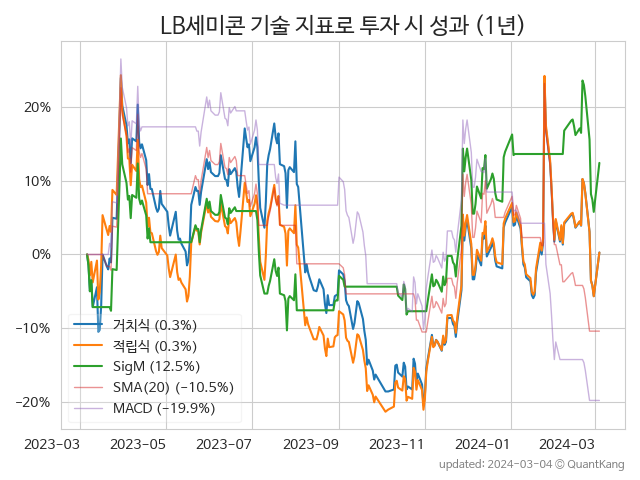 LB세미콘 기술 지표로 투자 시 성과 (1년)
20%
10%
0%
−10%
−20%
거치식 (0.3%)
적립식 (0.3%)
SigM (12.5%)
SMA(20) (−10.5%)
MACD (−19.9%)
2023-03
2023-05
2023-07
2023-09
2023-11
2024-01
2024-03
updated: 2024-03-04 ⓒ QuantKang